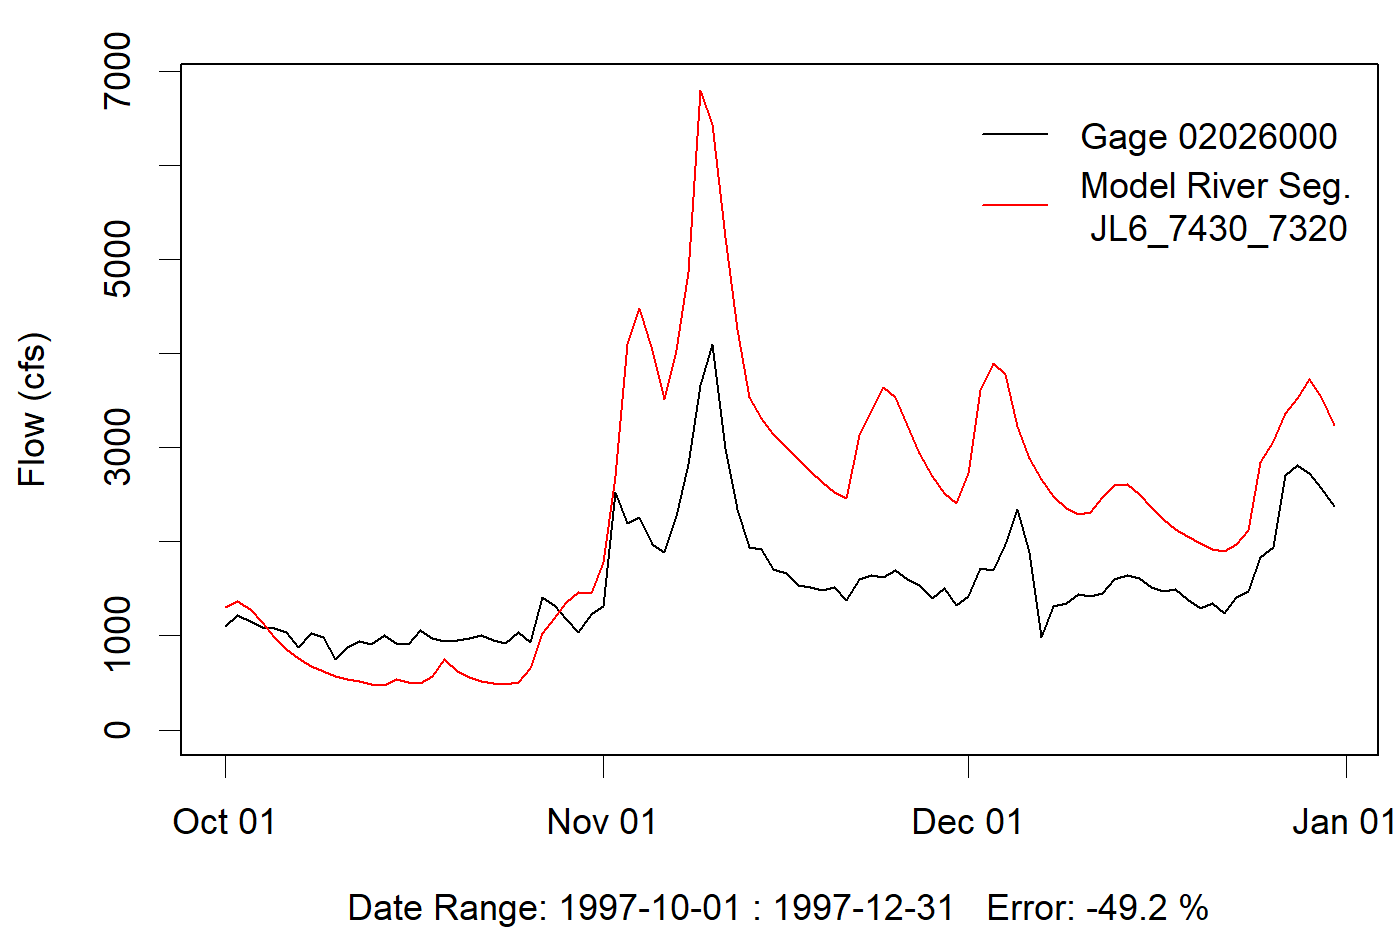 7000
5000
3000
1000
0
Flow (cfs)
Gage 02026000
Model River Seg.
JL6_7430_7320
Oct 01
Nov 01
Dec 01
Jan 01
Date Range: 1997-10-01 : 1997-12-31 Error: -49.2 %